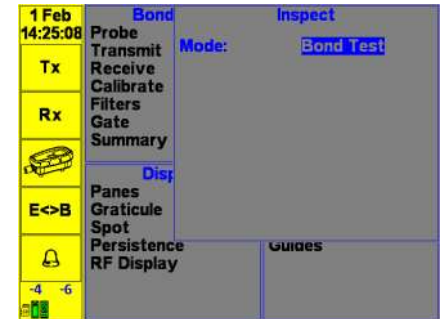 1 Feb
14:25:08
Tx
Rx
E<>B
-4 -6
Bond
Probe
Transmit
Receive
Calibrate
Filters
Gate
Summary
Disp
Panes
Graticule
Spot
Persistence
RF Display
Inspect
Mode: Bond Test
Guides